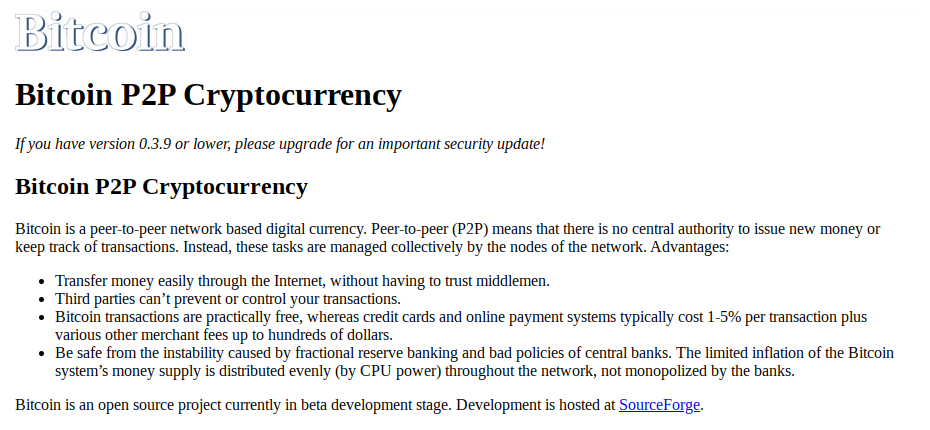 Bitcoin
Bitcoin P2P Cryptocurrency
If you have version 0.3.9 or lower, please upgrade for an important security update!
Bitcoin P2P Cryptocurrency
Bitcoin is a peer-to-peer network based digital currency. Peer-to-peer (P2P) means that there is no central authority to issue new money or
keep track of transactions. Instead, these tasks are managed collectively by the nodes of the network. Advantages:
• Transfer money easily through the Internet, without having to trust middlemen.
• Third parties can’t prevent or control your transactions.
• Bitcoin transactions are practically free, whereas credit cards and online payment systems typically cost 1-5% per transaction plus
various other merchant fees up to hundreds of dollars.
• Be safe from the instability caused by fractional reserve banking and bad policies of central banks. The limited inflation of the Bitcoin
system’s money supply is distributed evenly (by CPU power) throughout the network, not monopolized by the banks.
Bitcoin is an open source project currently in beta development stage. Development is hosted at SourceForge.